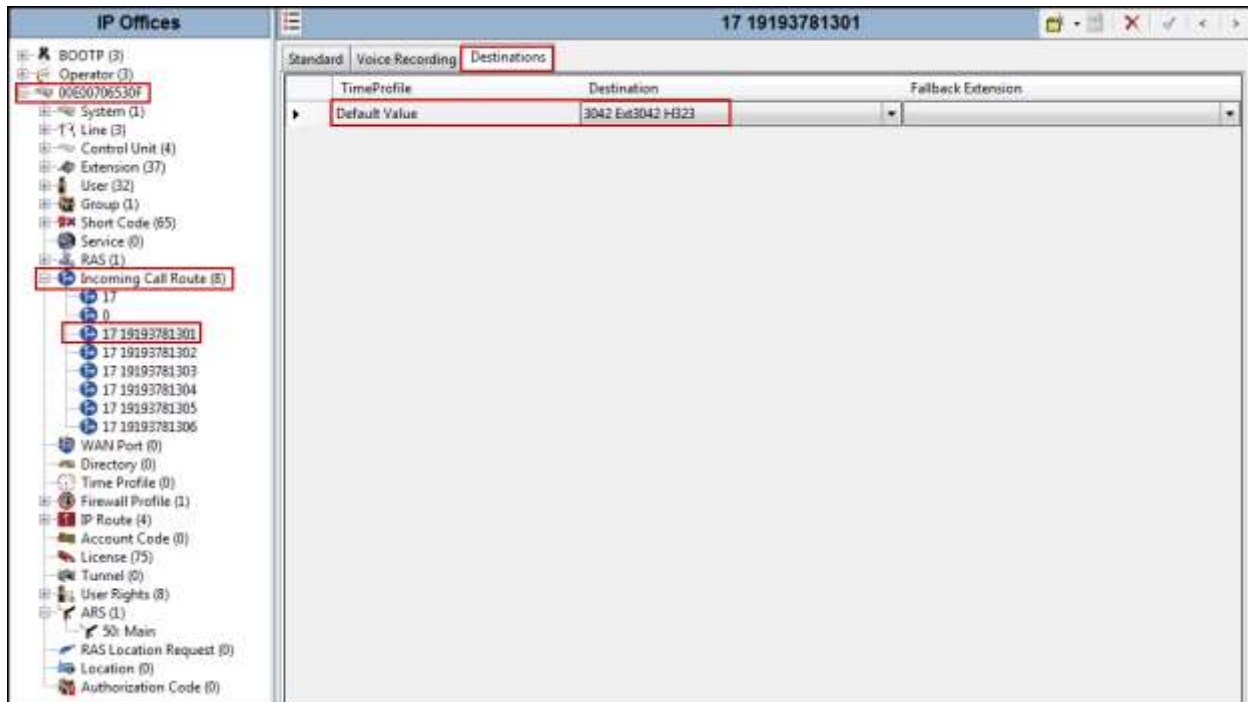 IP Offices
BOOTP (3)
Operator (3)
00E00706530F
System (1)
Line (3)
Control Unit (4)
Extension (37)
User (32)
Group (1)
Short Code (65)
Service (0)
RAS (1)
Incoming Call Route (8)
17
0
17 19193781301
17 19193781302
17 19193781303
17 19193781304
17 19193781305
17 19193781306
WAN Port (0)
Directory (0)
Time Profile (0)
Firewall Profile (1)
IP Route (4)
Account Code (0)
License (75)
Tunnel (0)
User Rights (8)
ARS (1)
50: Main
RAS Location Request (0)
Location (0)
Authorization Code (0)
17 19193781301
Standard Voice Recording Destinations
TimeProfile Destination Fallback Extension
Default Value 3042 Ext3042 H323